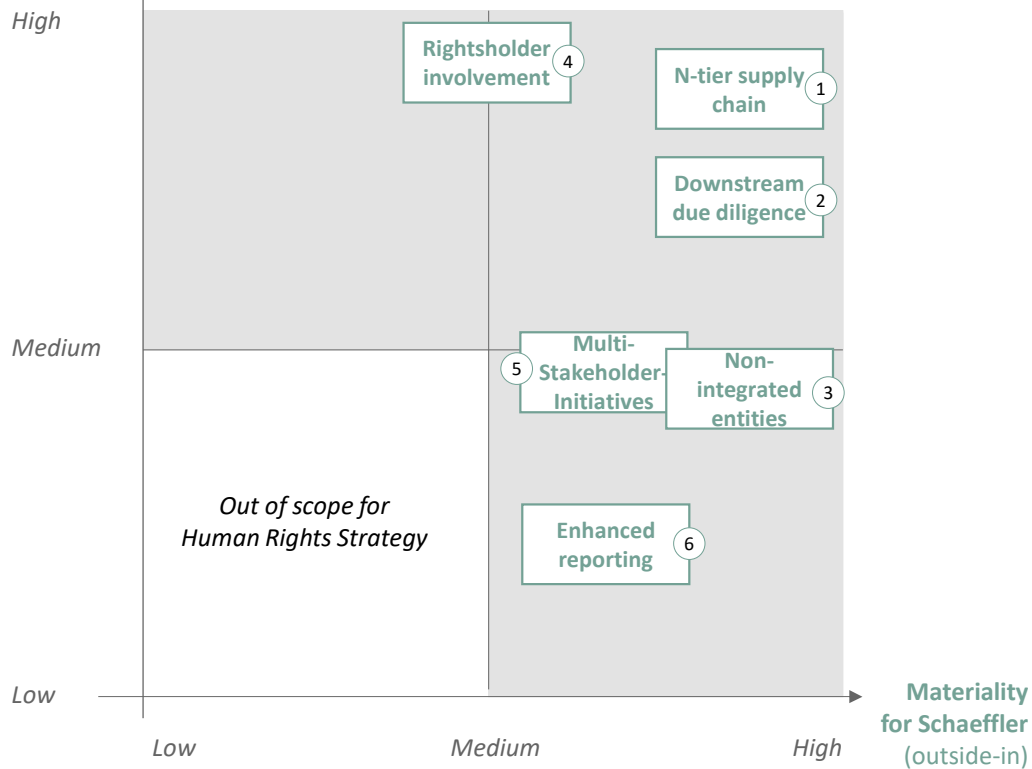 High
Rightsholder
involvement
4
N-tier supply
chain
1
Downstream
due diligence
2
Medium
Multi-
Stakeholder-
Initiatives
5
Non-
integrated
entities
3
Out of scope for
Human Rights Strategy
Enhanced
reporting
6
Low
Low
Medium
High
Materiality
for Schaeffler
(outside-in)